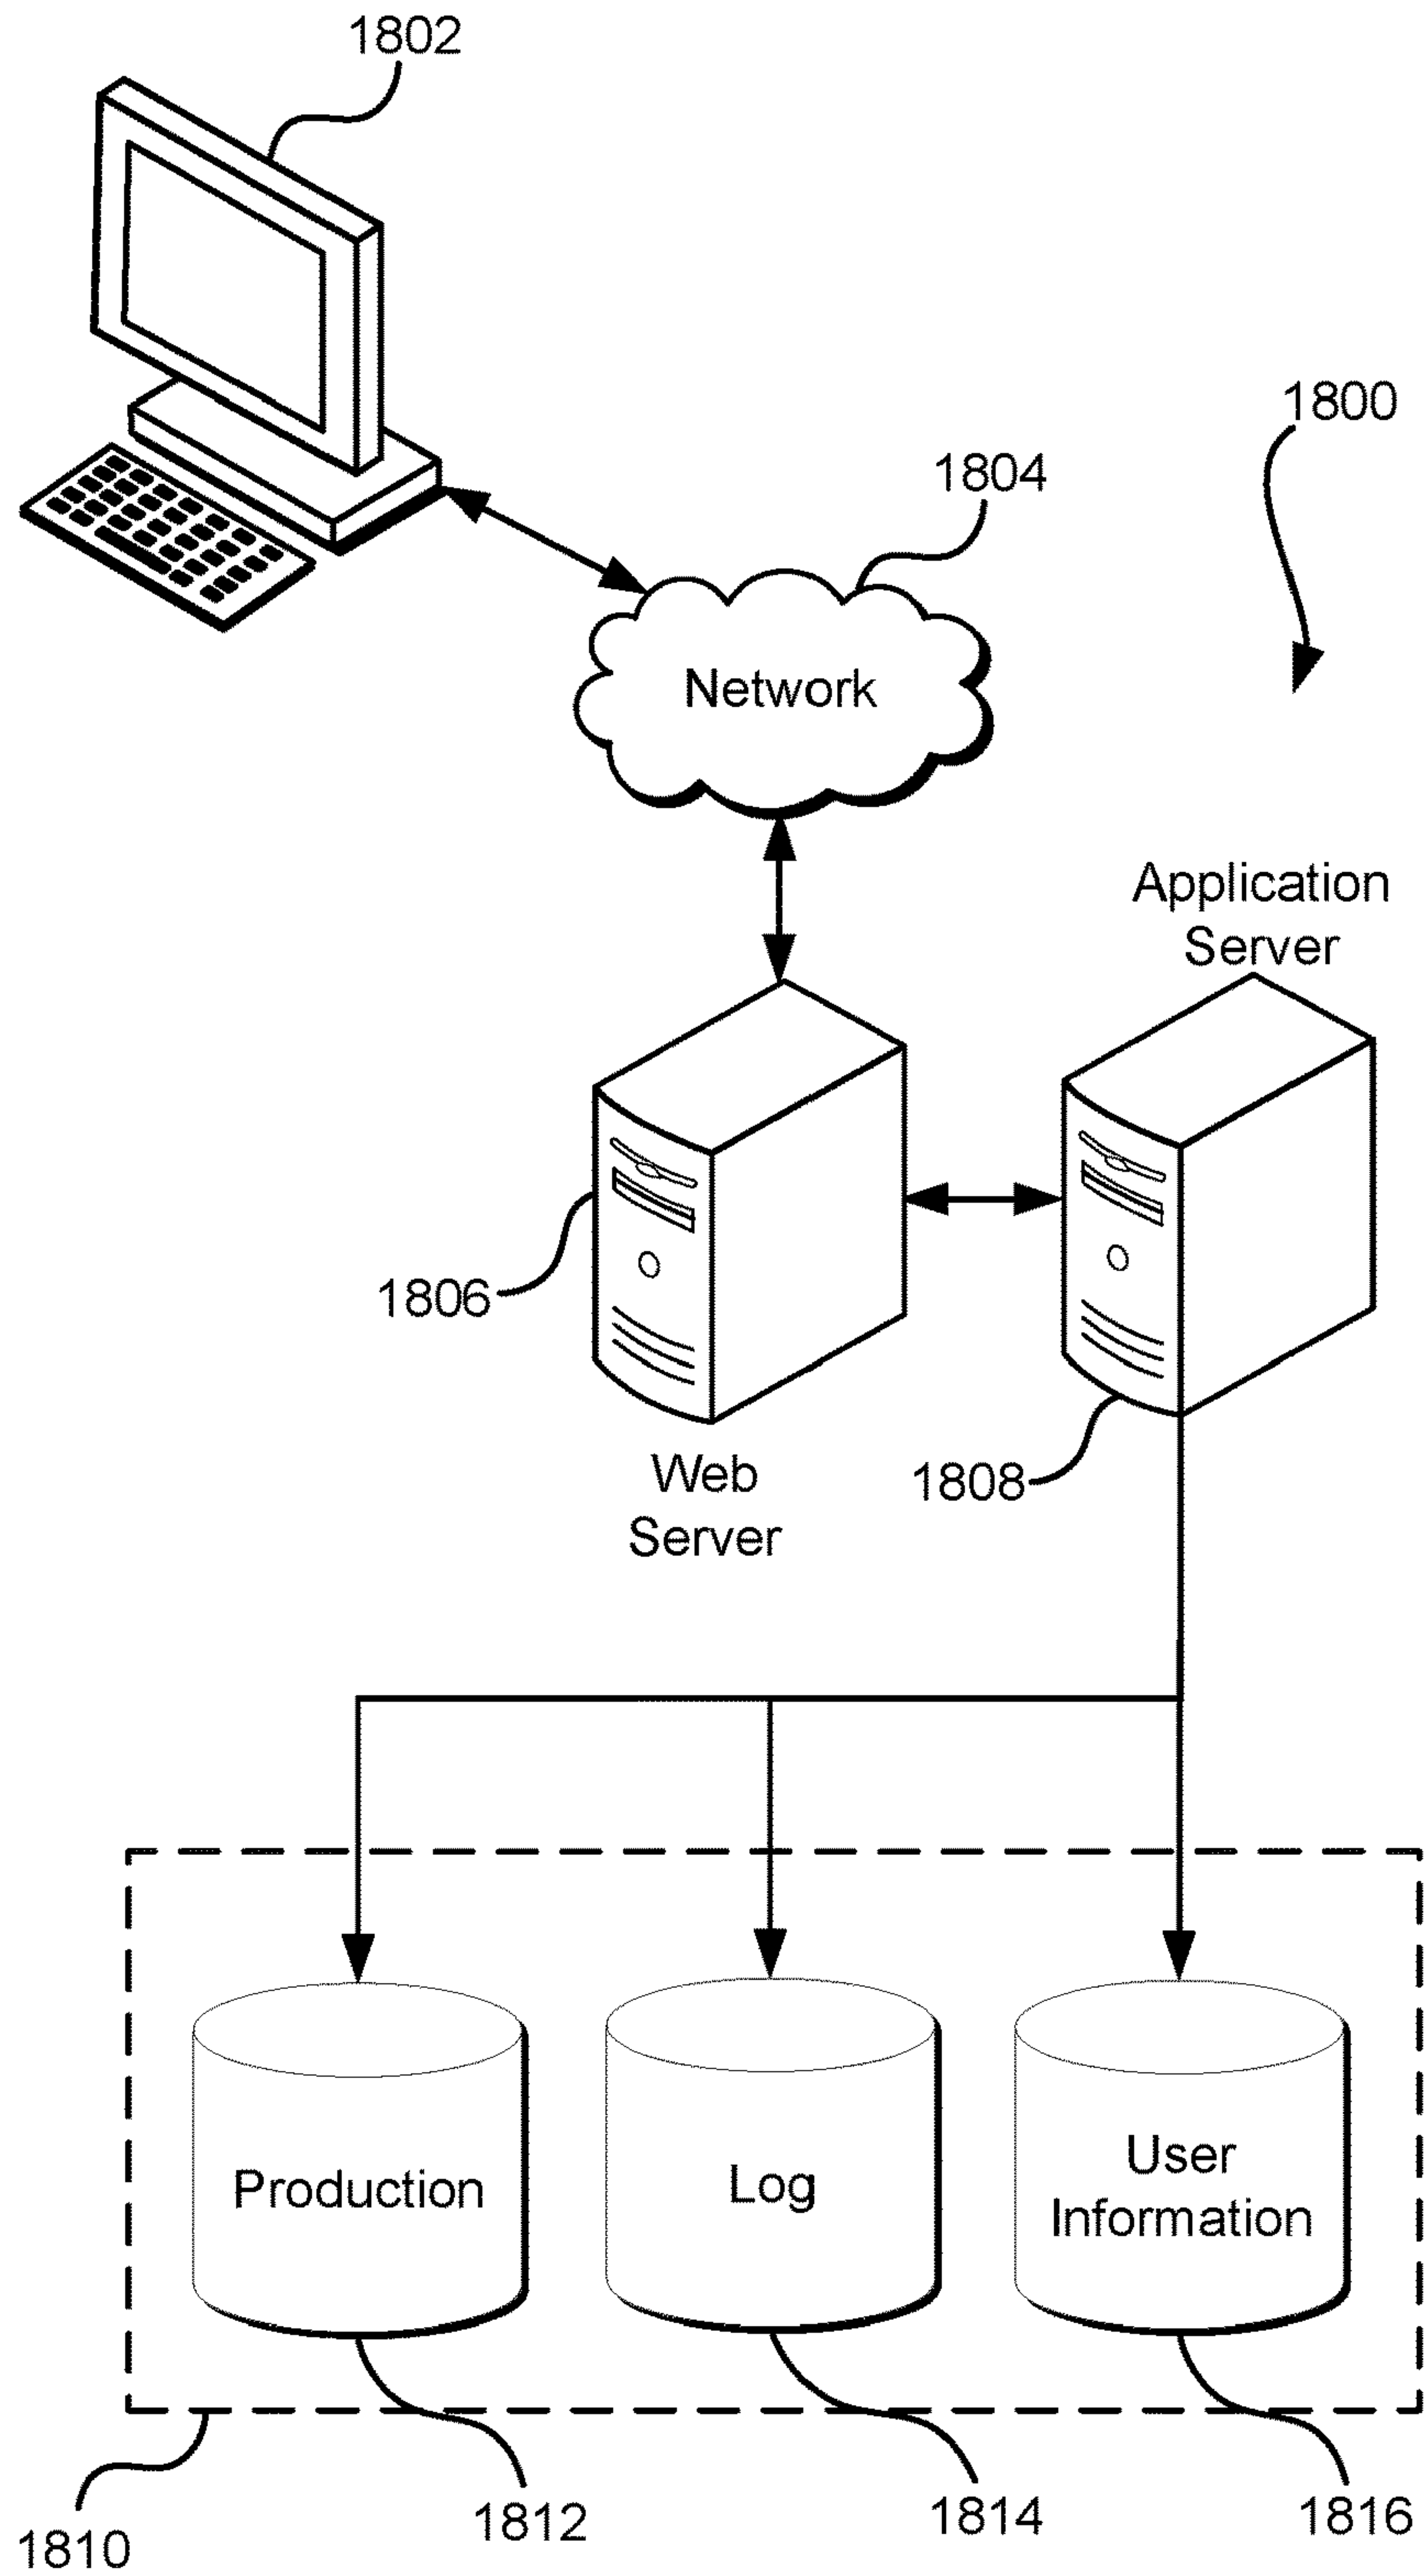 1802
1800
1804
Network
Application
Server
1806
Web
Server
1808
Production
Log
User
Information
1810
1812
1814
1816